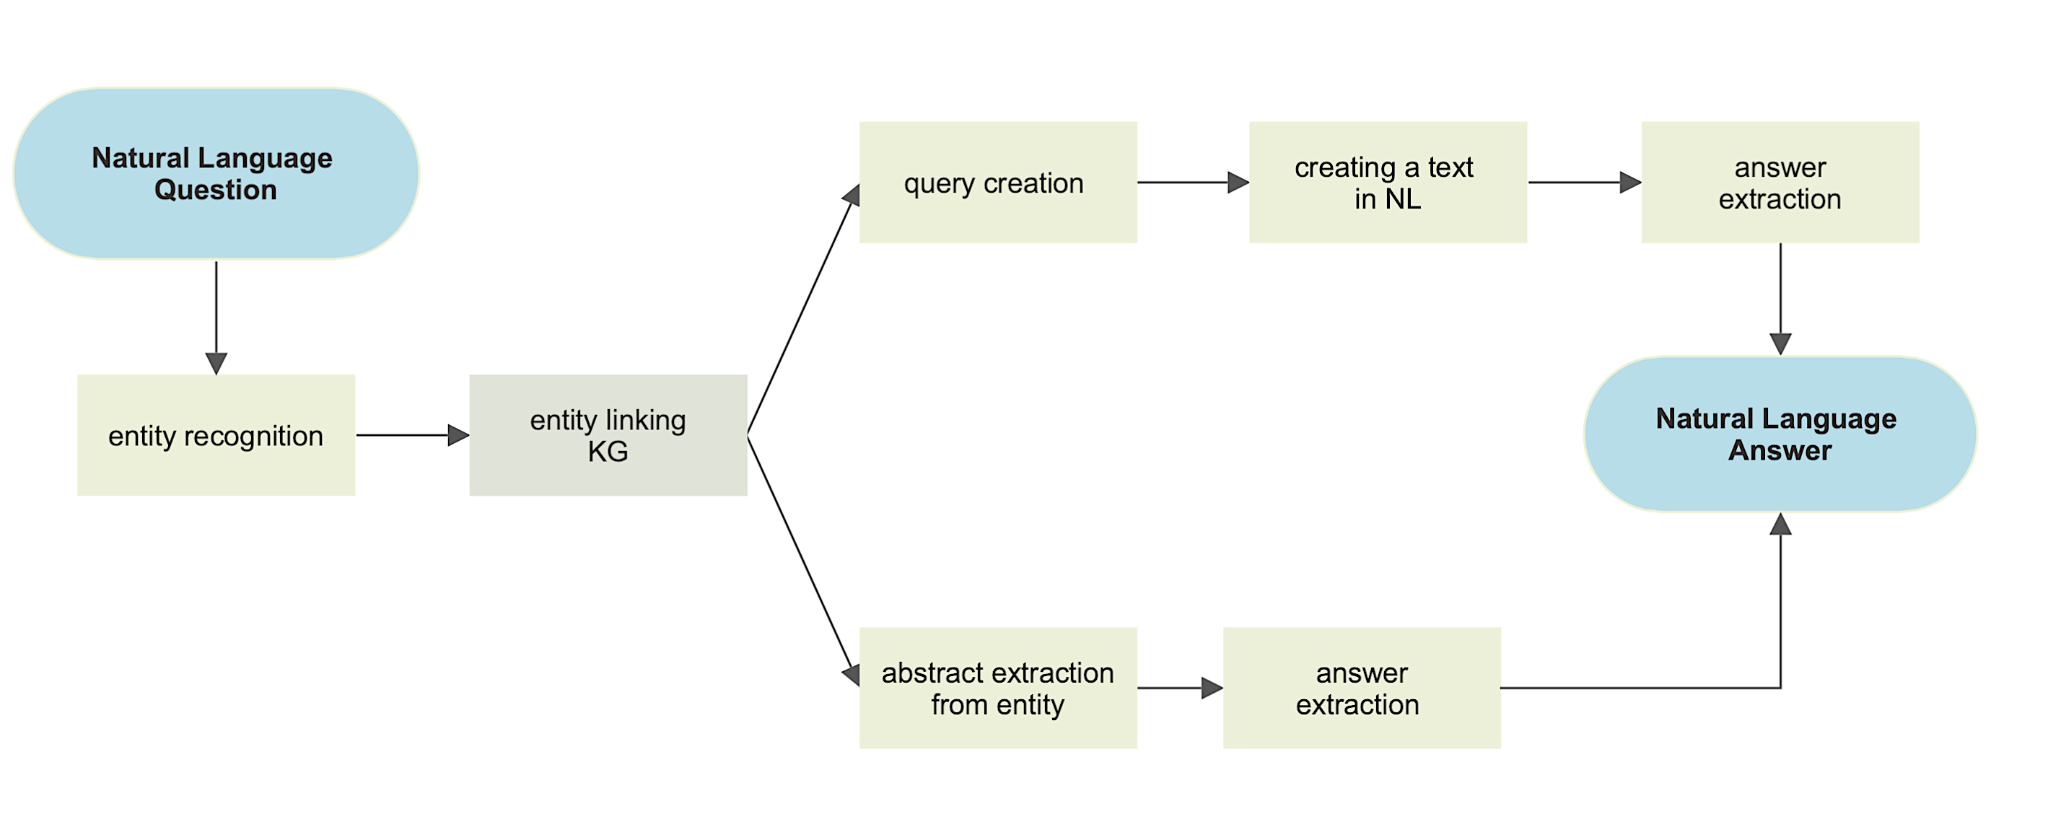 Natural Language
Question
entity recognition
entity linking
KG
query creation
creating a text
in NL
answer
extraction
abstract extraction
from entity
answer
extraction
Natural Language
Answer